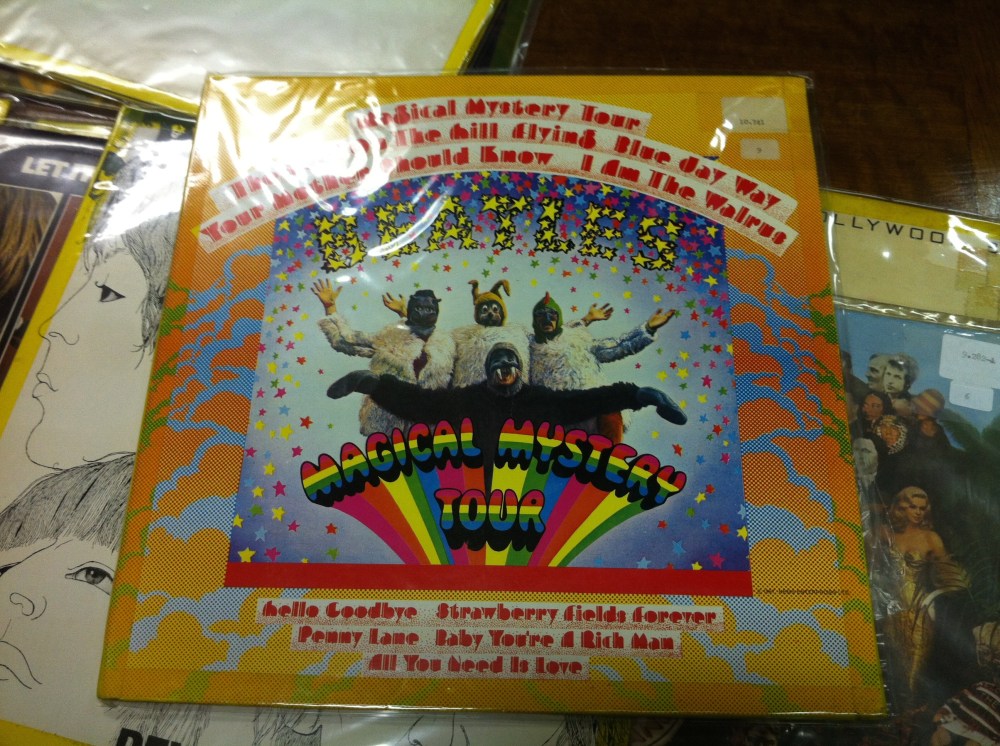 Magical Mystery Tour
The Hill Flying Blue Jay Way
Your Mother Should Know I Am The Walrus
BEATLES
MAGICAL MYSTERY
TOUR
Hello Goodbye Strawberry Fields Forever
Penny Lane Baby You're A Rich Man
All You Need Is Love
LET
LLYWOO
9
6